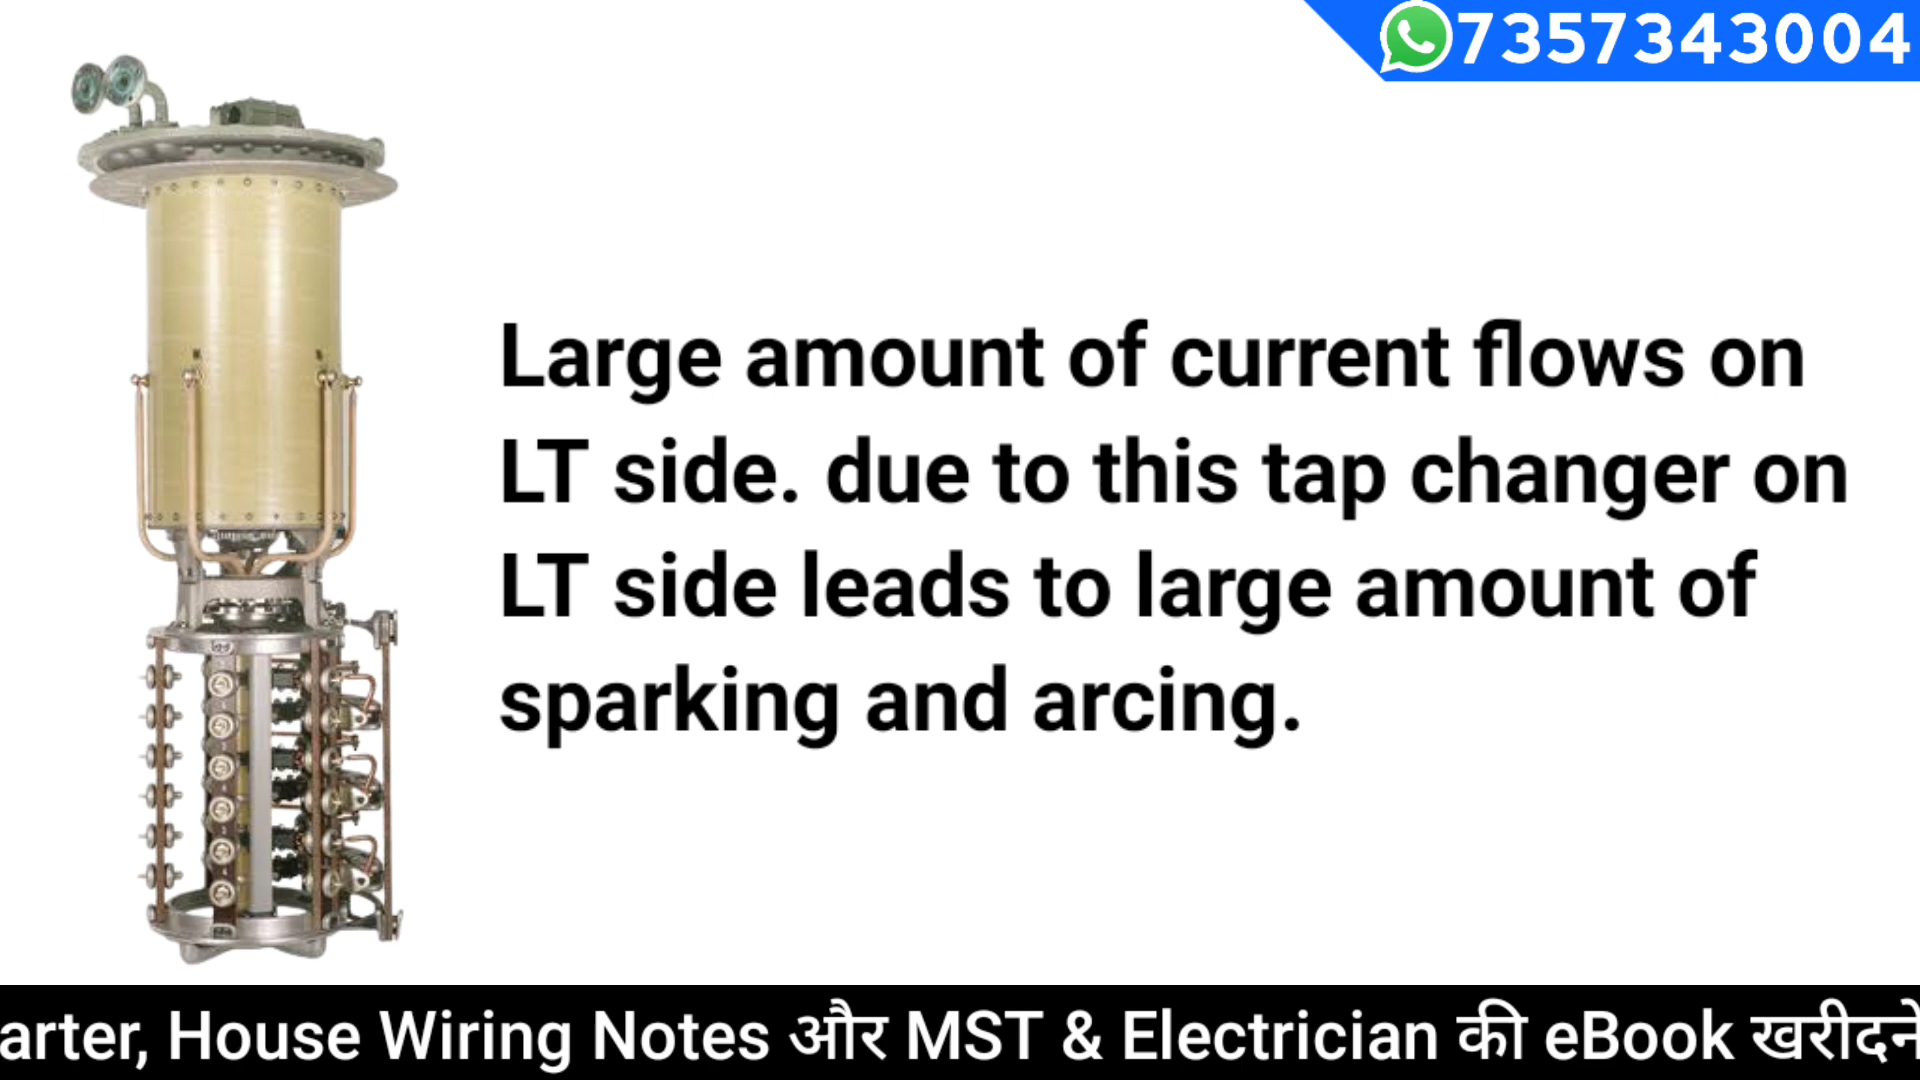 7357343004
Large amount of current flows on
LT side. due to this tap changer on
LT side leads to large amount of
sparking and arcing.
arter, House Wiring Notes और MST & Electrician की eBook खरीदने